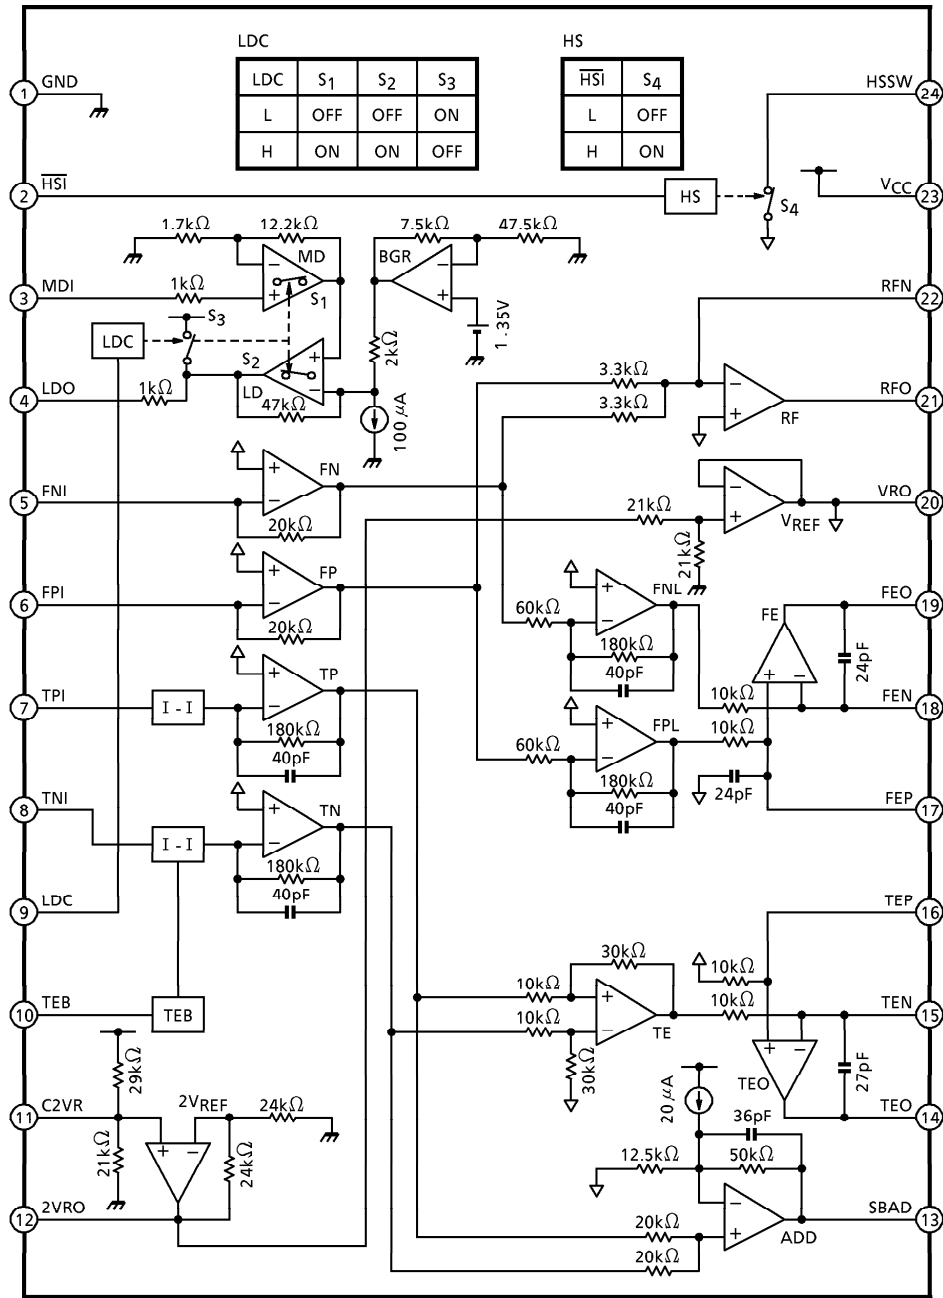 LDC
HS
LDC S1 S2 S3
L OFF OFF ON
H ON ON OFF
HSI S4
L OFF
H ON
1 GND
HSSW 24
2 HSI
HS
S4
VCC 23
1.7kΩ
12.2kΩ
MD
BGR
7.5kΩ
47.5kΩ
3 MDI
1kΩ
- + S1
- +
1.35V
RFN 22
LDC
S3
S2
LD
+ -
2kΩ
4 LDO
1kΩ
47kΩ
100 μA
3.3kΩ
3.3kΩ
- + RF
RFO 21
5 FNI
+ - FN
20kΩ
21kΩ
21kΩ
- + VREF
VRO 20
6 FPI
+ - FP
20kΩ
60kΩ
+ - FNL
180kΩ
40pF
FE
+ -
24pF
FEO 19
7 TPI
I - I
+ - TP
180kΩ
40pF
60kΩ
+ - FPL
180kΩ
40pF
10kΩ
10kΩ
24pF
FEN 18
8 TNI
I - I
+ - TN
180kΩ
40pF
FEP 17
9 LDC
TEP 16
10 TEB
TEB
10kΩ
10kΩ
30kΩ
+ - TE
30kΩ
10kΩ
10kΩ
TEN 15
+ -
TEO
27pF
11 C2VR
29kΩ
21kΩ
2VREF
24kΩ
24kΩ
+ -
20 μA
36pF
TEO 14
12.5kΩ
50kΩ
12 2VRO
- + ADD
20kΩ
20kΩ
SBAD 13